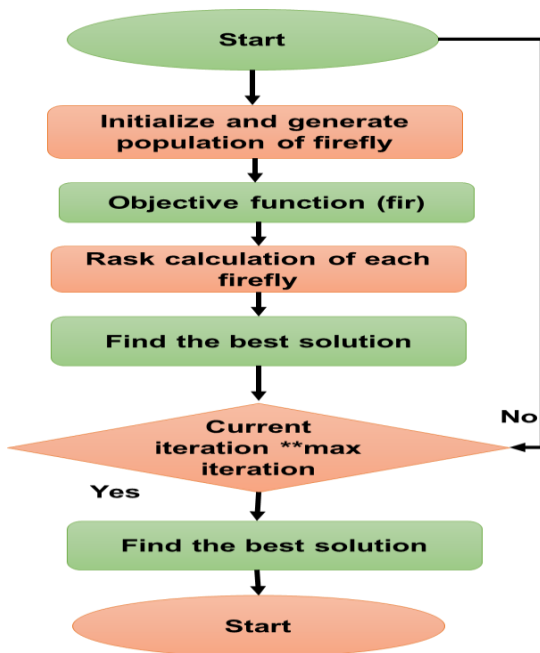 Start
Initialize and generate
population of firefly
Objective function (fir)
Rask calculation of each
firefly
Find the best solution
Current
iteration **max
iteration
No
Yes
Find the best solution
Start